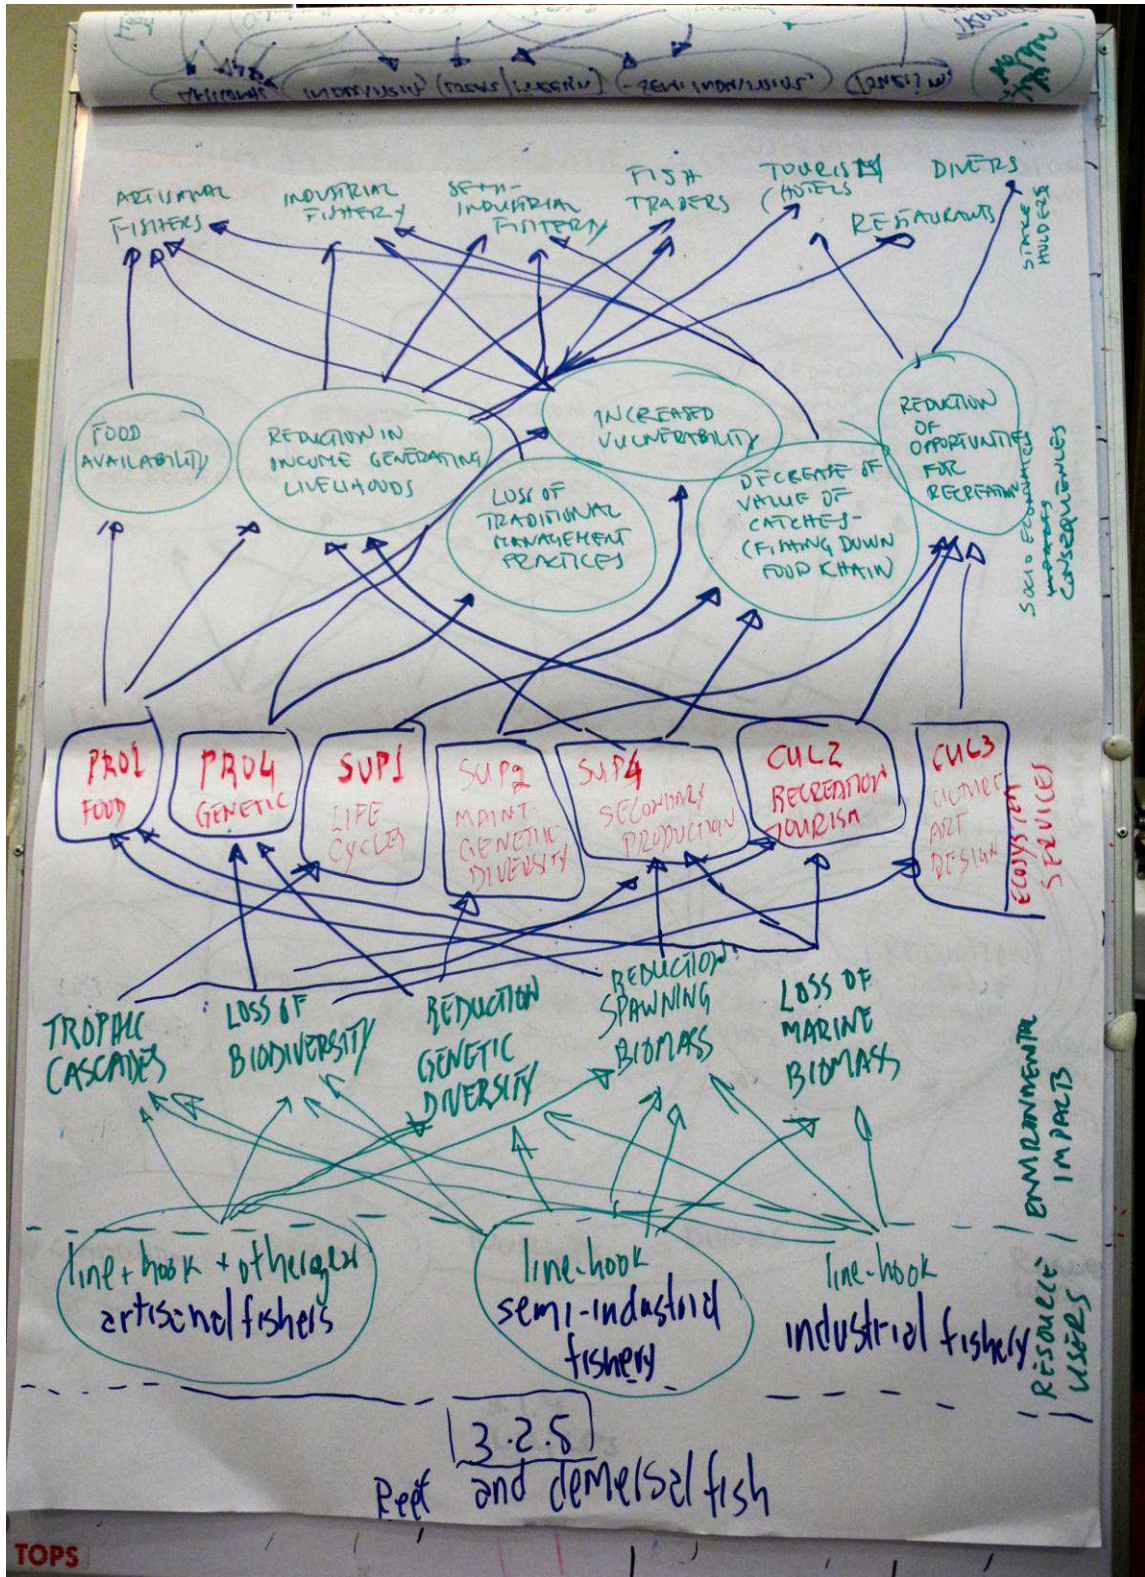 ARTISANAL
FISHERS
INDUSTRIAL
FISHERY
SEMI-
INDUSTRIAL
FISHERY
FISH
TRADERS
TOURISTS/
HOTELS
RESTAURANTS
DIVERS
STAKE
HOLDERS
FOOD
AVAILABILITY
REDUCTION IN
INCOME GENERATING
LIVELIHOODS
LOSS OF
TRADITIONAL
MANAGEMENT
PRACTICES
INCREASED
VULNERABILITY
DECREASE OF
VALUE OF
CATCHES-
(FISHING DOWN
FOOD CHAIN
REDUCTION
OF
OPPORTUNITIES
FOR
RECREATION
SOCIO ECONOMIC
CONSEQUENCES
PRO1
FOOD
PRO4
GENETIC
SUP1
LIFE
CYCLES
SUP2
MAINT.
GENETIC
DIVERSITY
SUP4
SECONDARY
PRODUCTION
CUL2
RECREATION
TOURISM
CUL3
ART
DESIGN
ECOSYSTEM
SERVICES
TROPHIC
CASCADES
LOSS OF
BIODIVERSITY
REDUCTION
GENETIC
DIVERSITY
REDUCTION
SPAWNING
BIOMASS
LOSS OF
MARINE
BIOMASS
ENVIRONMENTAL
IMPACTS
line+hook+other gear
artisanal fishers
line-hook
semi-industrial
fishery
line-hook
industrial fishery
RESOURCE
USERS
3.2.5
Reef and demersal fish
TOPS